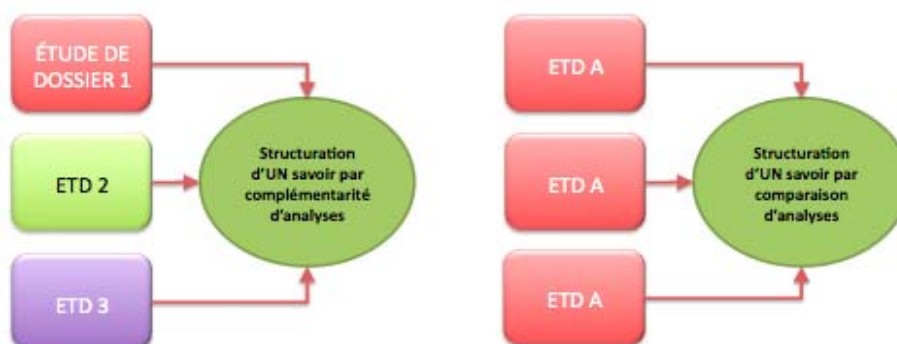 ÉTUDE DE
DOSSIER 1
ETD 2
ETD 3
Structuration
d'UN savoir par
complémentarité
d'analyses
ETD A
ETD A
ETD A
Structuration
d'UN savoir par
comparaison
d'analyses